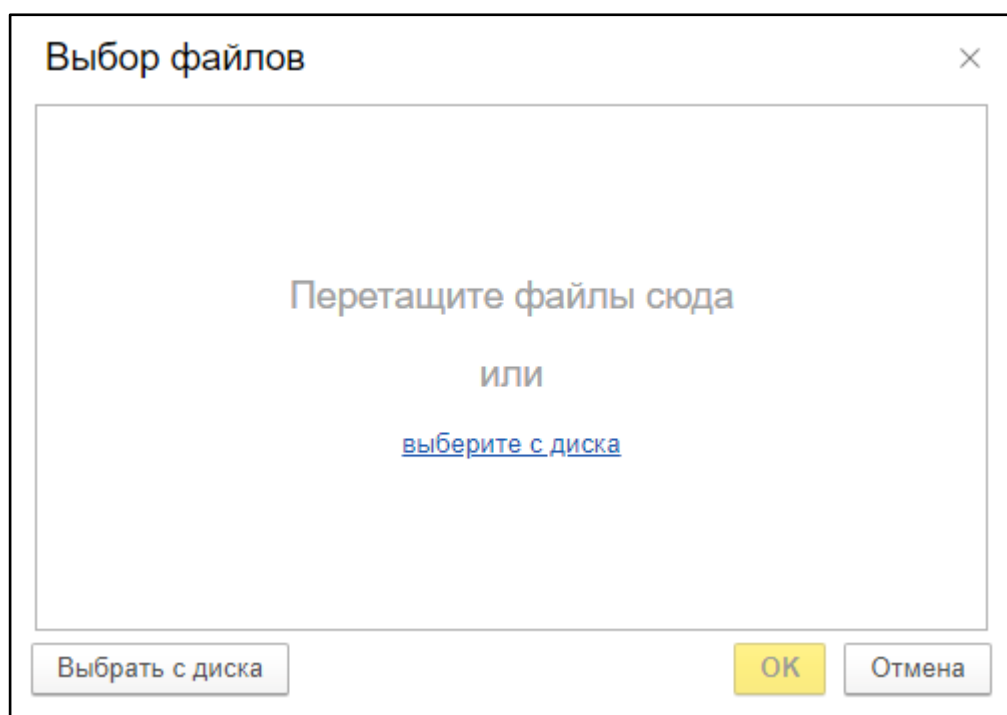 Выбор файлов
Перетащите файлы сюда
или
выберите с диска
Выбрать с диска
OK
Отмена